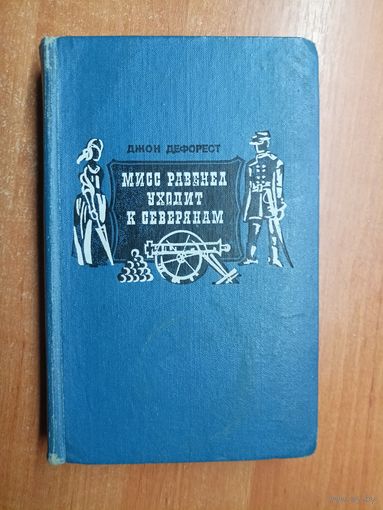 ДЖОН ДЕФОРЕСТ
МИСС РАВЕНЕЛ
УХОДИТ
К СЕВЕРЯНАМ